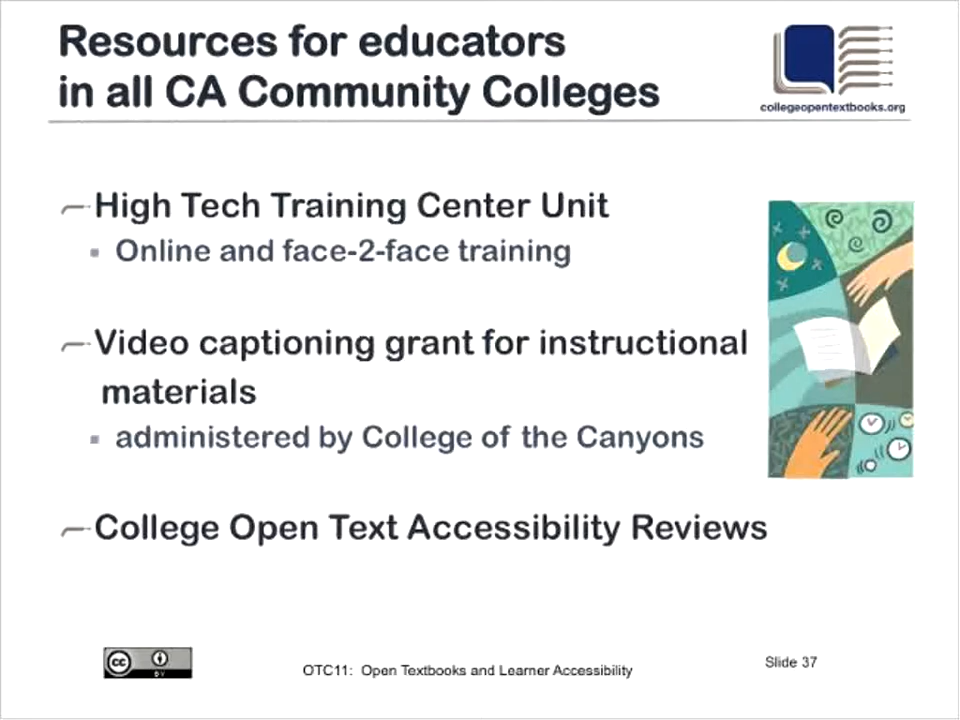 Resources for educators
in all CA Community Colleges
collegeopentextbooks.org
High Tech Training Center Unit
Online and face-2-face training
Video captioning grant for instructional
materials
administered by College of the Canyons
College Open Text Accessibility Reviews
cc
BY
OTC11: Open Textbooks and Learner Accessibility
Slide 37